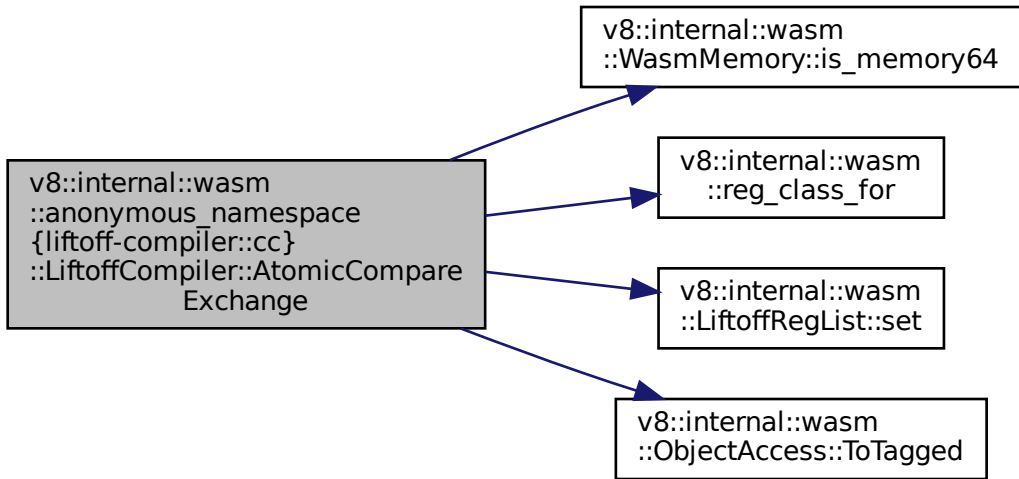 v8::internal::wasm
::anonymous_namespace
{liftoff-compiler::cc}
::LiftoffCompiler::AtomicCompare
Exchange
v8::internal::wasm
::WasmMemory::is_memory64
v8::internal::wasm
::reg_class_for
v8::internal::wasm
::LiftoffRegList::set
v8::internal::wasm
::ObjectAccess::ToTagged